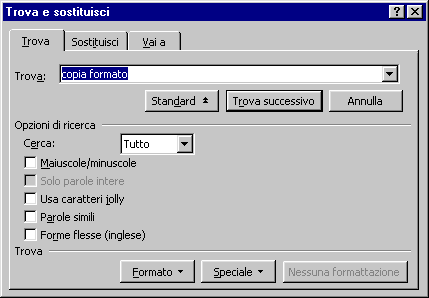 Trova e sostituisci
Trova Sostituisci Vai a
Trova: copia formato
Standard Trova successivo Annulla
Opzioni di ricerca
Cerca: Tutto
Maiuscole/minuscole
Solo parole intere
Usa caratteri jolly
Parole simili
Forme flesse (inglese)
Trova
Formato Speciale Nessuna formattazione